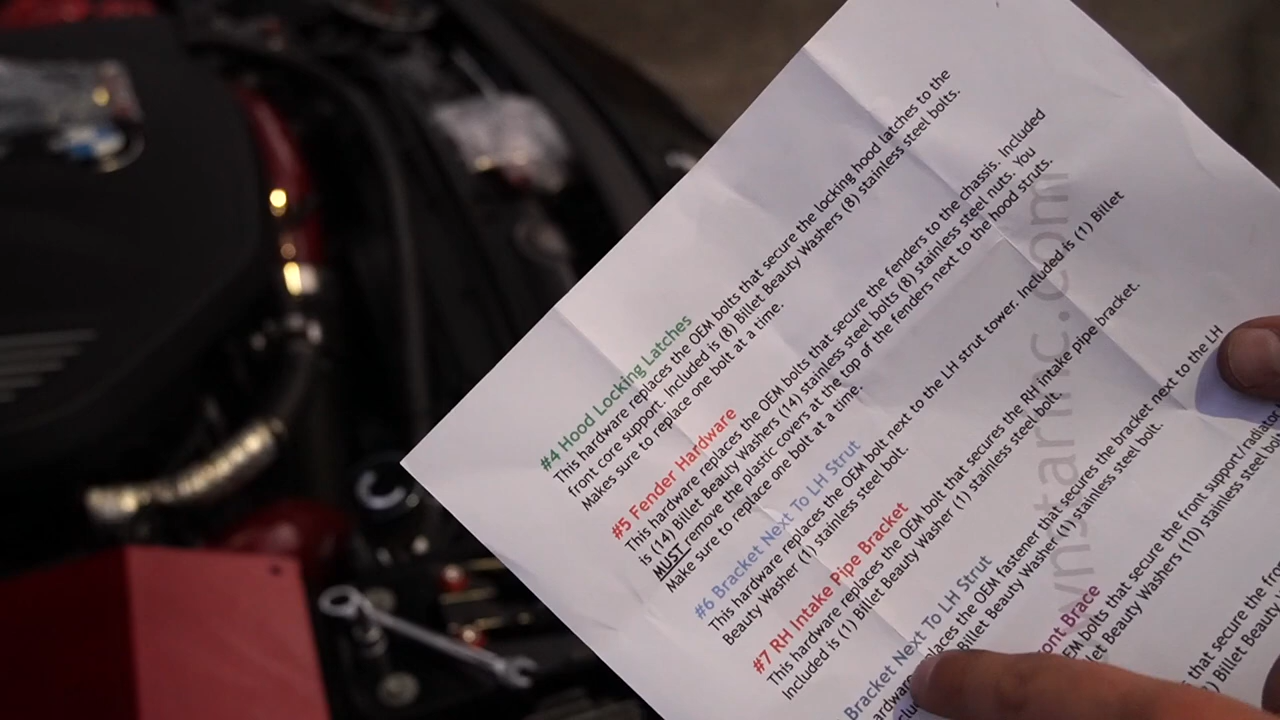 #4 Hood Locking Latches
This hardware replaces the OEM bolts that secure the locking hood latches to the
front core support. Included is (8) Billet Beauty Washers (8) stainless steel bolts.
Makes sure to replace one bolt at a time.
#5 Fender Hardware
This hardware replaces the OEM bolts that secure the fenders to the chassis. Included
is (14) Billet Beauty Washers (14) stainless steel bolts (8) stainless steel nuts. You
MUST remove the plastic covers at the top of the fenders next to the hood struts.
Make sure to replace one bolt at a time.
#6 Bracket Next To LH Strut
This hardware replaces the OEM bolt next to the LH strut tower. Included is (1) Billet
Beauty Washer (1) stainless steel bolt.
#7 RH Intake Pipe Bracket
This hardware replaces the OEM bolt that secures the RH intake pipe bracket.
Included is (1) Billet Beauty Washer (1) stainless steel bolt.
Bracket Next To LH Strut
the OEM fastener that secures the bracket next to the LH
Billet Beauty Washer (1) stainless steel bolt.
Brace
bolts that secure the front support/radiator
Beauty Washers (10) stainless steel
that secure the
Billet Beauty